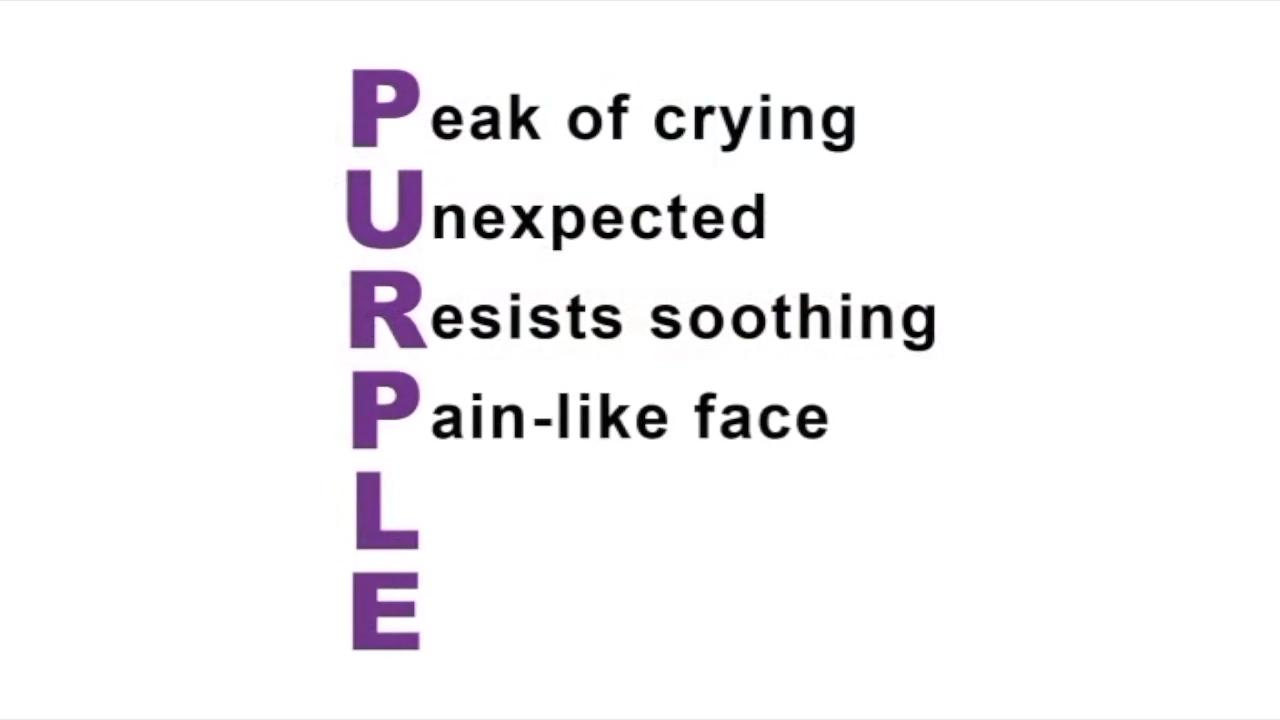 Peak of crying
Unexpected
Resists soothing
Pain-like face
L
E